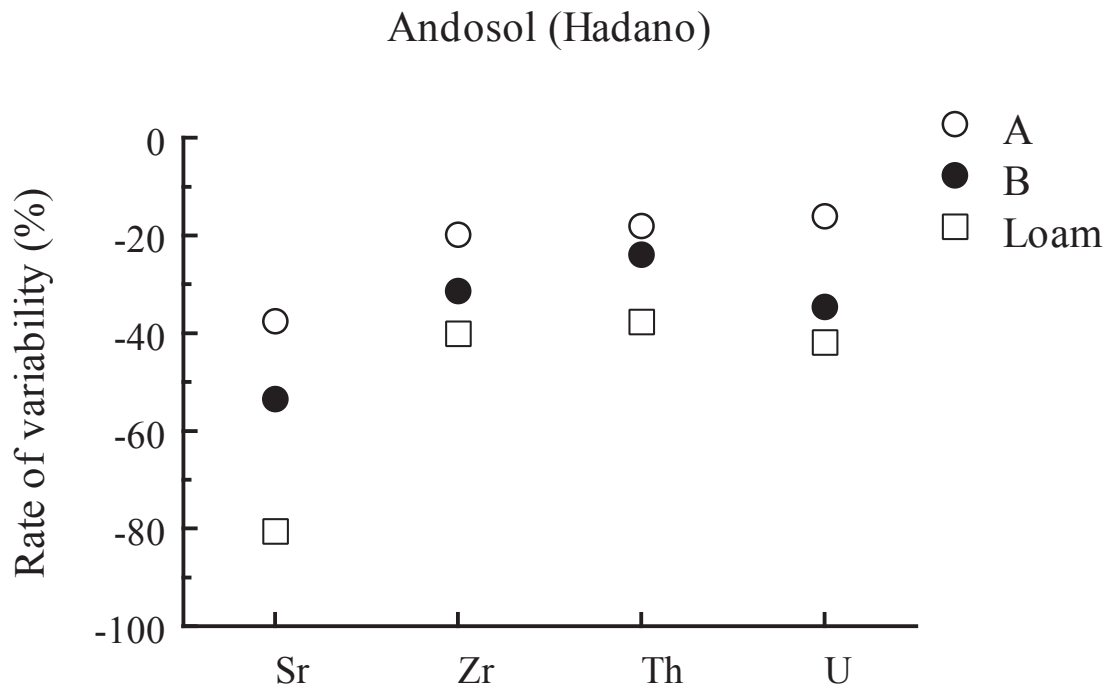 Andosol (Hadano)
A
B
Loam
Rate of variability (%)
0
-20
-40
-60
-80
-100
Sr Zr Th U